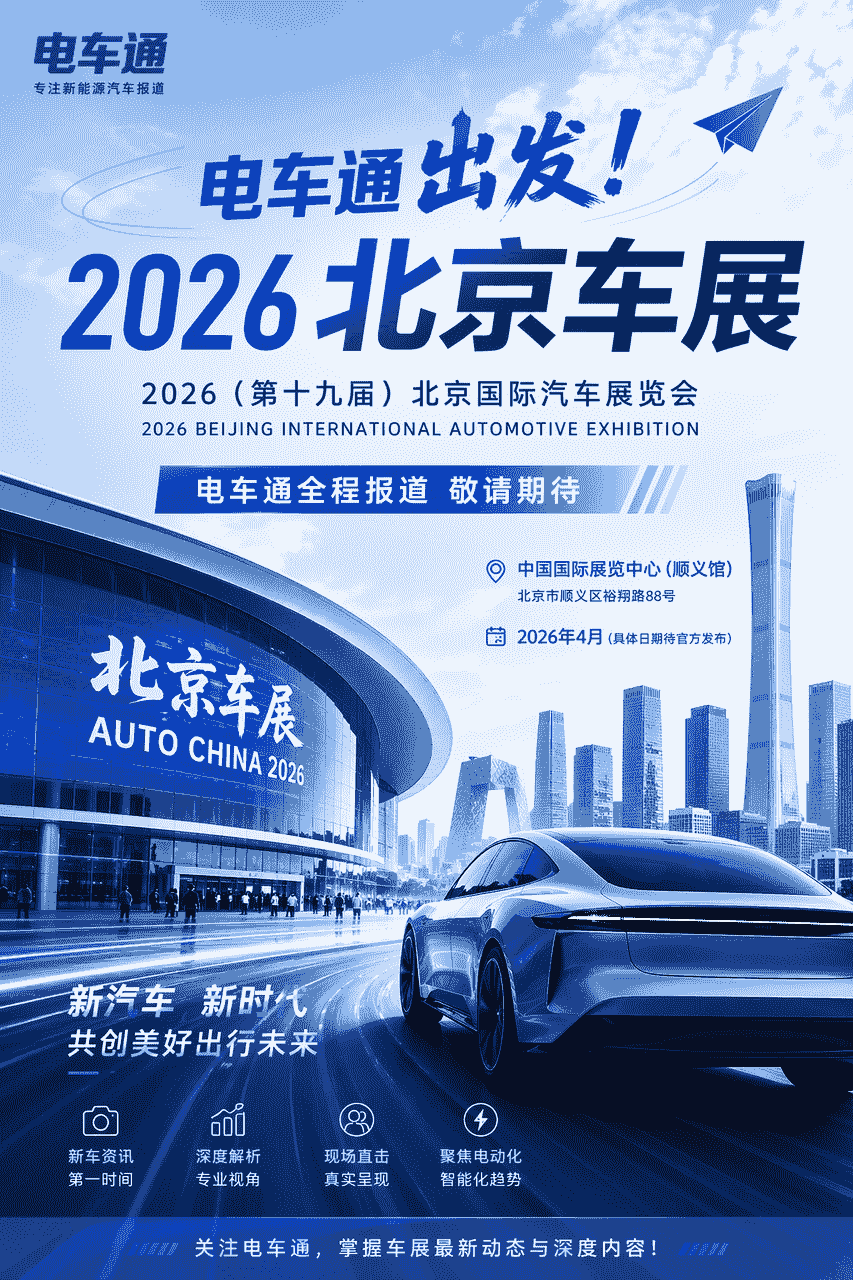 电车通
专注新能源汽车报道
电车通出发！
2026北京车展
2026（第十九届）北京国际汽车展览会
2026 BEIJING INTERNATIONAL AUTOMOTIVE EXHIBITION
电车通全程报道 敬请期待
中国国际展览中心（顺义馆）
北京市顺义区裕翔路88号
2026年4月（具体日期待官方发布）
北京车展
AUTO CHINA 2026
新汽车 新时代
共创美好出行未来
新车资讯
第一时间
深度解析
专业视角
现场直击
真实呈现
聚焦电动化
智能化趋势
关注电车通，掌握车展最新动态与深度内容！